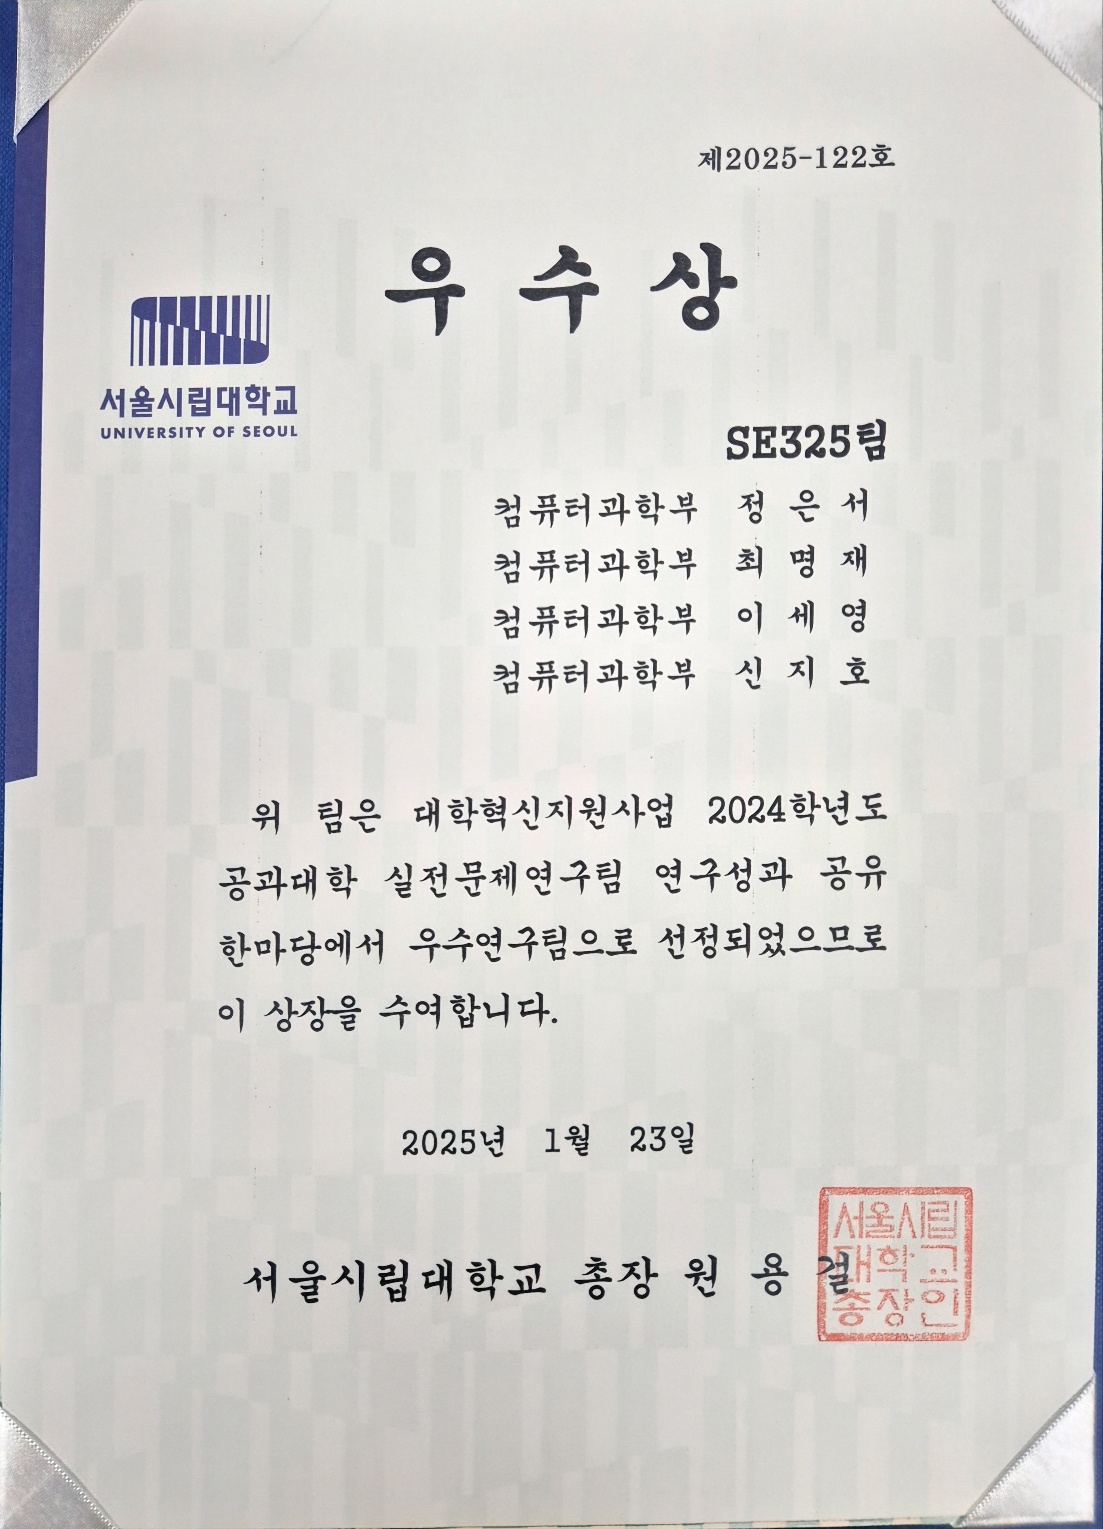 제2025-122호
우 수 상
서울시립대학교
UNIVERSITY OF SEOUL
SE325팀
컴퓨터과학부 정 은 서
컴퓨터과학부 최 명 재
컴퓨터과학부 이 세 영
컴퓨터과학부 신 지 호
위 팀은 대학혁신지원사업 2024학년도
공과대학 실전문제연구팀 연구성과 공유
한마당에서 우수연구팀으로 선정되었으므로
이 상장을 수여합니다.
2025년 1월 23일
서울시립대학교 총장 원 용 걸
서울시립
대학교
총장인